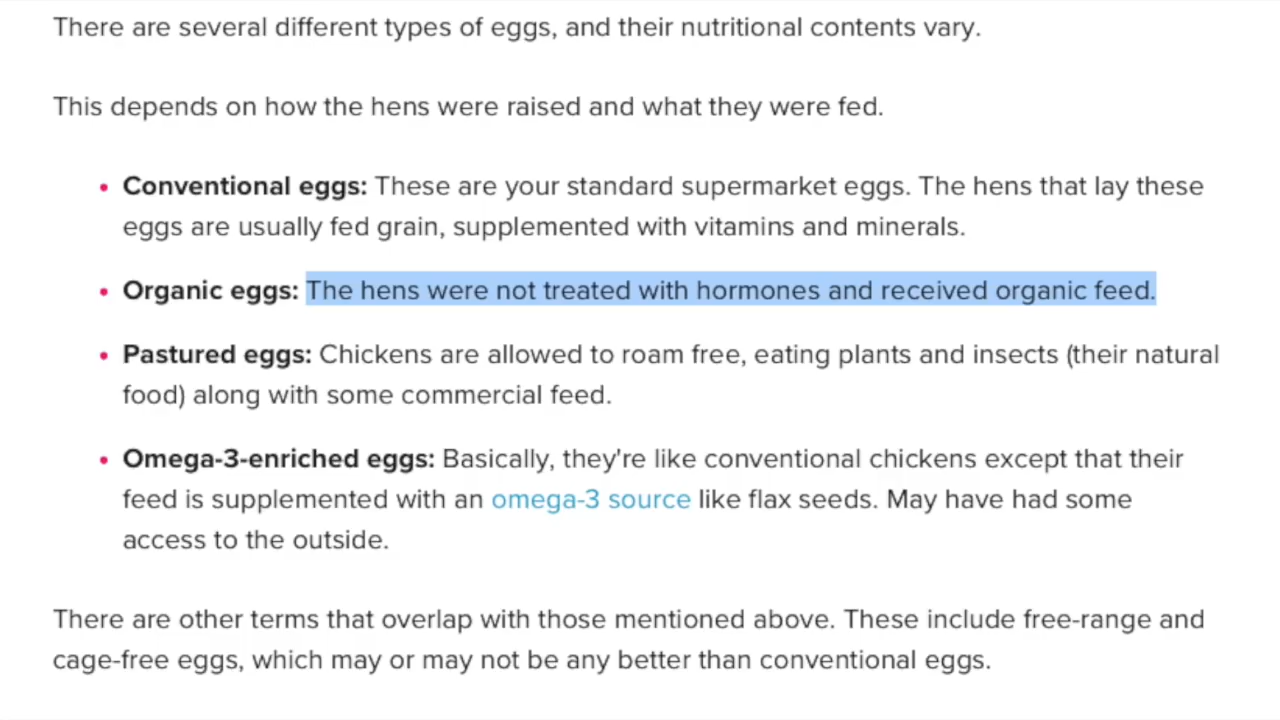 There are several different types of eggs, and their nutritional contents vary.
This depends on how the hens were raised and what they were fed.
• Conventional eggs: These are your standard supermarket eggs. The hens that lay these
eggs are usually fed grain, supplemented with vitamins and minerals.
• Organic eggs: The hens were not treated with hormones and received organic feed.
• Pastured eggs: Chickens are allowed to roam free, eating plants and insects (their natural
food) along with some commercial feed.
• Omega-3-enriched eggs: Basically, they're like conventional chickens except that their
feed is supplemented with an omega-3 source like flax seeds. May have had some
access to the outside.
There are other terms that overlap with those mentioned above. These include free-range and
cage-free eggs, which may or may not be any better than conventional eggs.